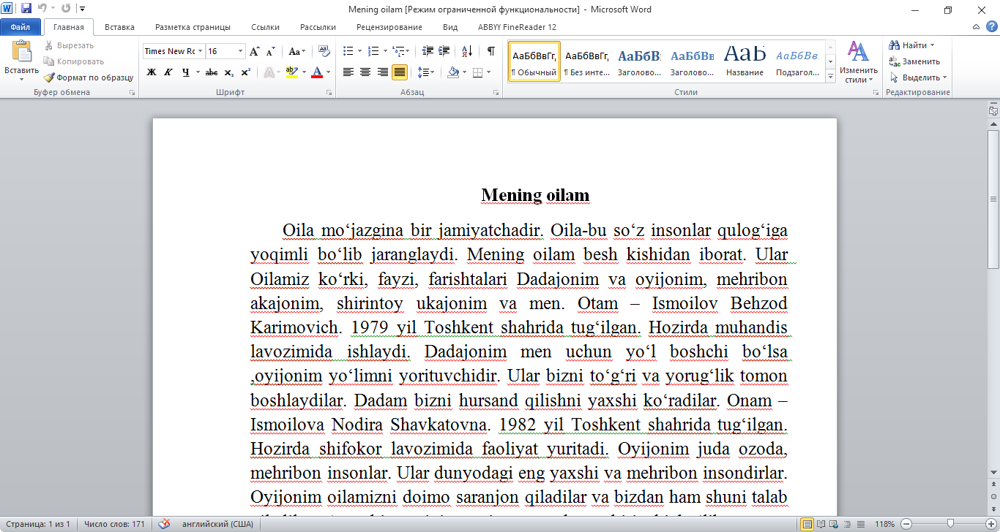 Mening oilam [Режим ограниченной функциональности] - Microsoft Word
Файл Главная Вставка Разметка страницы Ссылки Рассылки Рецензирование Вид ABBYY FineReader 12
Вставить
Вырезать
Копировать
Формат по образцу
Буфер обмена
Times New Ro 16
Шрифт
Абзац
АаБбВвГг, АаБбВвГг, АаБбВ АаБбВв АаБ АаБбВв
¶ Обычный ¶ Без инте... Заголово... Заголово... Название Подзагол...
Стили
Изменить
стили
Найти
Заменить
Выделить
Редактирование
Mening oilam
Oila mo‘jazgina bir jamiyatchadir. Oila-bu so‘z insonlar qulog‘iga
yoqimli bo‘lib jaranglaydi. Mening oilam besh kishidan iborat. Ular
Oilamiz ko‘rki, fayzi, farishtalari Dadajonim va oyijonim, mehribon
akajonim, shirintoy ukajonim va men. Otam – Ismoilov Behzod
Karimovich. 1979 yil Toshkent shahrida tug‘ilgan. Hozirda muhandis
lavozimida ishlaydi. Dadajonim men uchun yo‘l boshchi bo‘lsa
,oyijonim yo‘limni yorituvchidir. Ular bizni to‘g‘ri va yorug‘lik tomon
boshlaydilar. Dadam bizni hursand qilishni yaxshi ko‘radilar. Onam –
Ismoilova Nodira Shavkatovna. 1982 yil Toshkent shahrida tug‘ilgan.
Hozirda shifokor lavozimida faoliyat yuritadi. Oyijonim juda ozoda,
mehribon insonlar. Ular dunyodagi eng yaxshi va mehribon insondirlar.
Oyijonim oilamizni doimo saranjon qiladilar va bizdan ham shuni talab
Страница: 1 из 1 Число слов: 171 английский (США) 118%